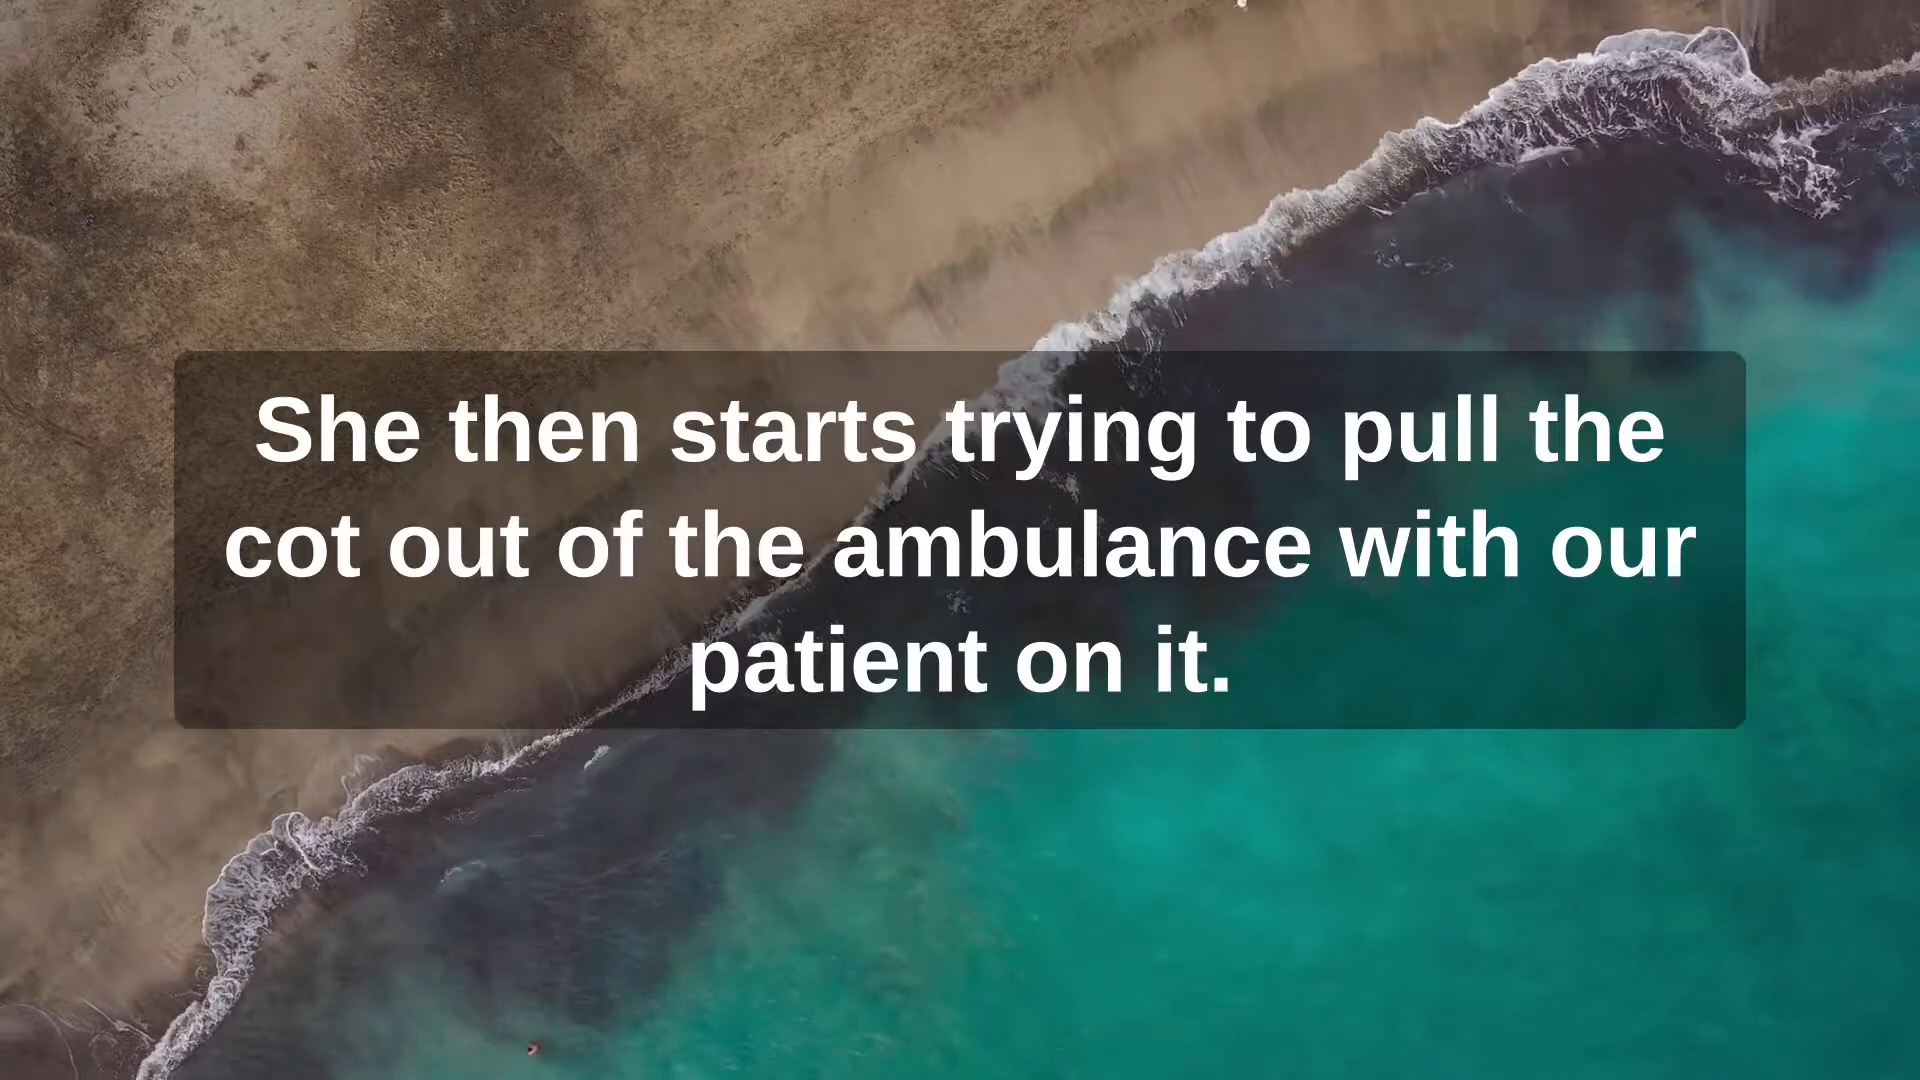 She then starts trying to pull the
cot out of the ambulance with our
patient on it.